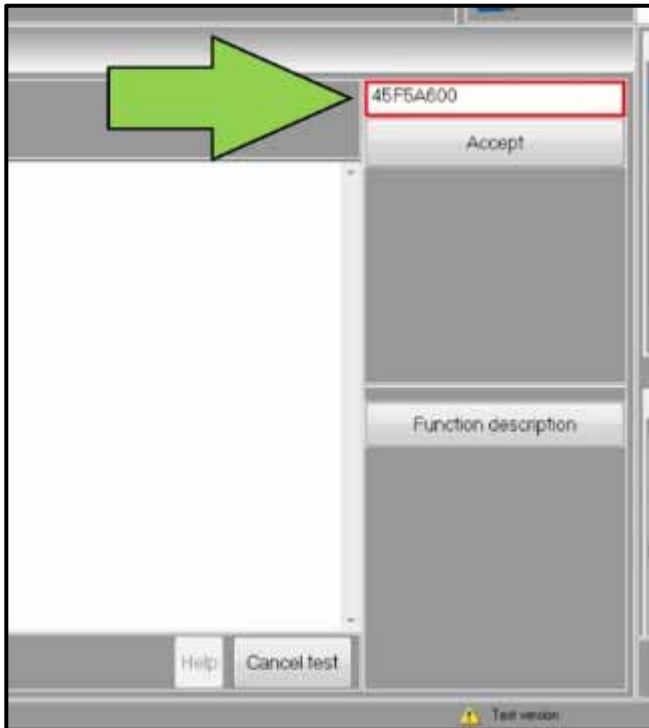 45F5A600
Accept
Function description
Help
Cancel test
Test version